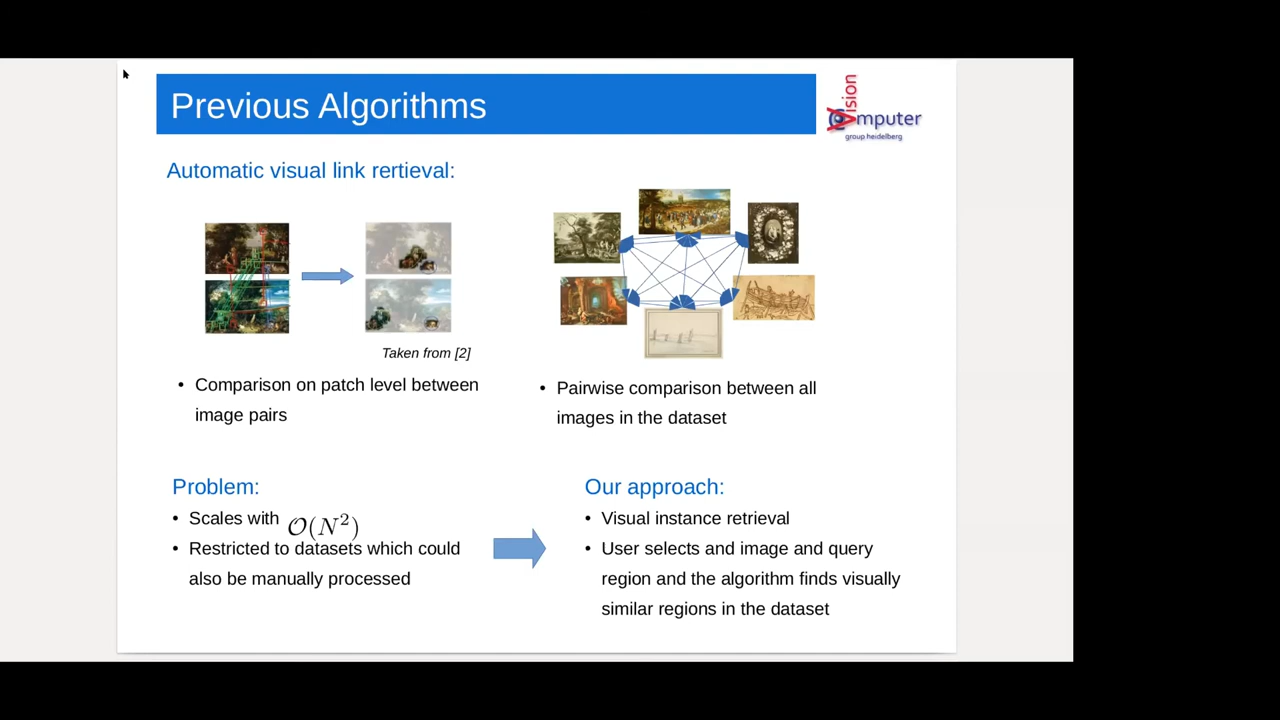 Previous Algorithms
Vision
Computer
group heidelberg
Automatic visual link rertieval:
Taken from [2]
• Comparison on patch level between
image pairs
• Pairwise comparison between all
images in the dataset
Problem:
• Scales with O(N²)
• Restricted to datasets which could
also be manually processed
Our approach:
• Visual instance retrieval
• User selects and image and query
region and the algorithm finds visually
similar regions in the dataset